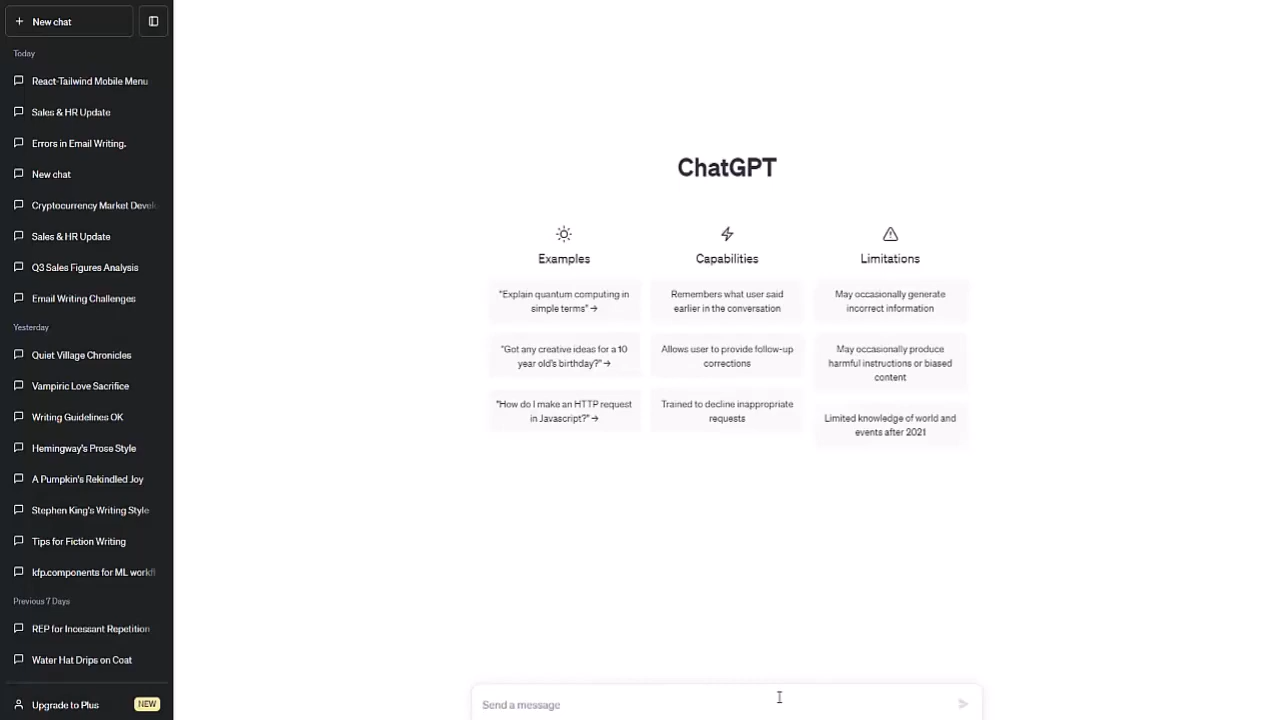 New chat
Today
React-Tailwind Mobile Menu
Sales & HR Update
Errors in Email Writing.
New chat
Cryptocurrency Market Devel
Sales & HR Update
Q3 Sales Figures Analysis
Email Writing Challenges
Yesterday
Quiet Village Chronicles
Vampiric Love Sacrifice
Writing Guidelines OK
Hemingway's Prose Style
A Pumpkin's Rekindled Joy
Stephen King's Writing Style
Tips for Fiction Writing
kfp.components for ML workfl
Previous 7 Days
REP for Incessant Repetition
Water Hat Drips on Coat
Upgrade to Plus
NEW
ChatGPT
Examples
"Explain quantum computing in
simple terms" →
"Got any creative ideas for a 10
year old's birthday?" →
"How do I make an HTTP request
in Javascript?" →
Capabilities
Remembers what user said
earlier in the conversation
Allows user to provide follow-up
corrections
Trained to decline inappropriate
requests
Limitations
May occasionally generate
incorrect information
May occasionally produce
harmful instructions or biased
content
Limited knowledge of world and
events after 2021
Send a message